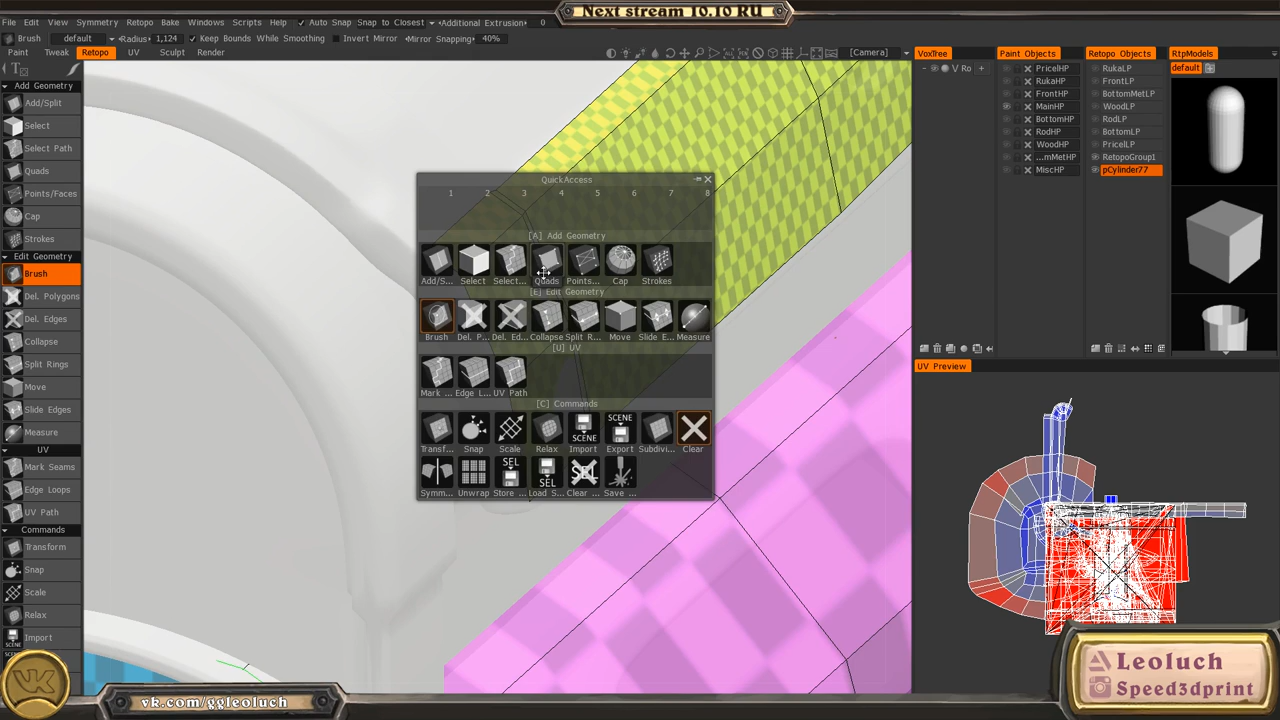 Next stream 10.10 RU
File Edit View Symmetry Retopo Bake Windows Scripts Help Auto Snap Snap to Closest Additional Extrusion 0
Brush default Radius 1,124 Keep Bounds While Smoothing Invert Mirror Mirror Snapping 40%
Paint Tweak Retopo UV Sculpt Render [Camera]
Add Geometry
Add/Split
Select
Select Path
Quads
Points/Faces
Cap
Strokes
Edit Geometry
Brush
Del. Polygons
Del. Edges
Collapse
Split Rings
Move
Slide Edges
Measure
UV
Mark Seams
Edge Loops
UV Path
Commands
Transform
Snap
Scale
Relax
Import
SCENE
QuickAccess
1 2 3 4 5 6 7 8
[A] Add Geometry
Add/S... Select Select... Quads Points... Cap Strokes
[E] Edit Geometry
Brush Del. P... Del. Ed... Collapse Split R... Move Slide E... Measure
[U] UV
Mark ... Edge L... UV Path
[C] Commands
SCENE SCENE
Transf... Snap Scale Relax Import Export Subdivi... Clear
SEL SEL SEL
Symm... Unwrap Store ... Load S... Clear ... Save ...
VoxTree
V Ro +
Paint Objects
PricelHP
RukaHP
FrontHP
MainHP
BottomHP
RodHP
WoodHP
...mMetHP
MiscHP
Retopo Objects
RukaLP
FrontLP
BottomMetLP
WoodLP
RodLP
BottomLP
PricelLP
RetopoGroup1
pCylinder77
RtpModels
default
UV Preview
Leoluch
Speed3dprint
vk.com/ggleoluch